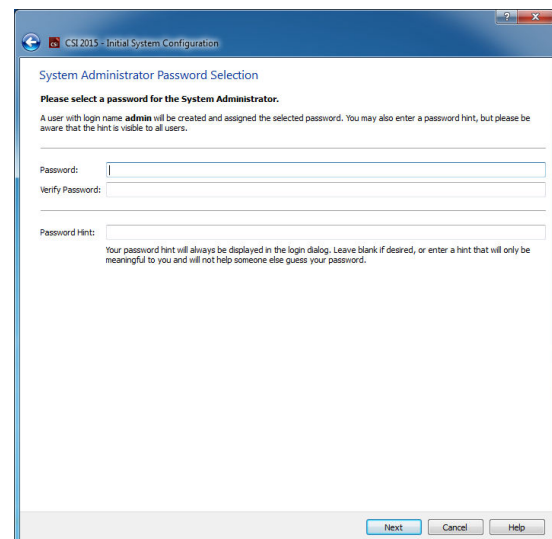 CSI 2015 - Initial System Configuration
System Administrator Password Selection
Please select a password for the System Administrator.
A user with login name admin will be created and assigned the selected password. You may also enter a password hint, but please be
aware that the hint is visible to all users.
Password:
Verify Password:
Password Hint:
Your password hint will always be displayed in the login dialog. Leave blank if desired, or enter a hint that will only be
meaningful to you and will not help someone else guess your password.
Next Cancel Help